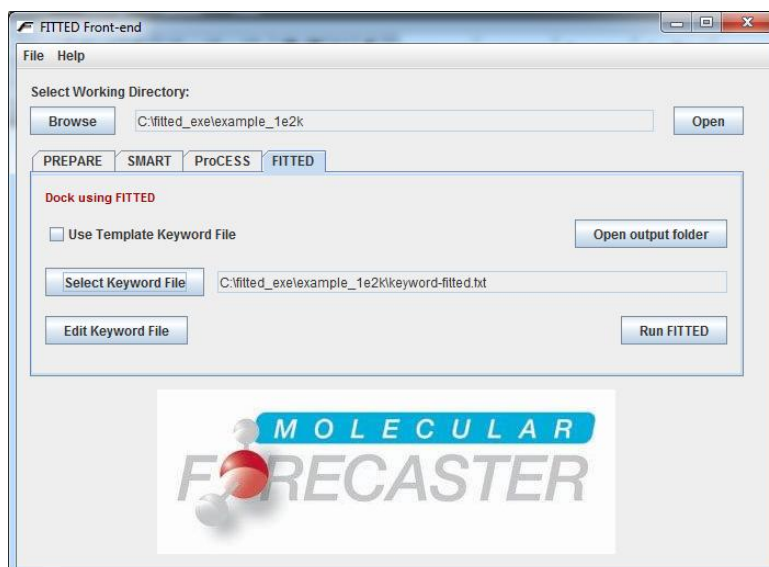 FITTED Front-end
File Help
Select Working Directory:
Browse C:\fitted_exe\example_1e2k Open
PREPARE SMART ProCESS FITTED
Dock using FITTED
Use Template Keyword File Open output folder
Select Keyword File C:\fitted_exe\example_1e2k\keyword-fitted.txt
Edit Keyword File Run FITTED
MOLECULAR
FORECASTER